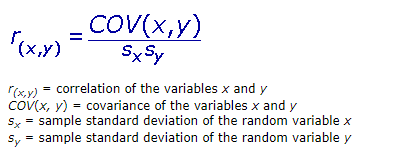 r(x,y) = COV(x,y)
sxsy
r(x,y) = correlation of the variables x and y
COV(x, y) = covariance of the variables x and y
sx = sample standard deviation of the random variable x
sy = sample standard deviation of the random variable y